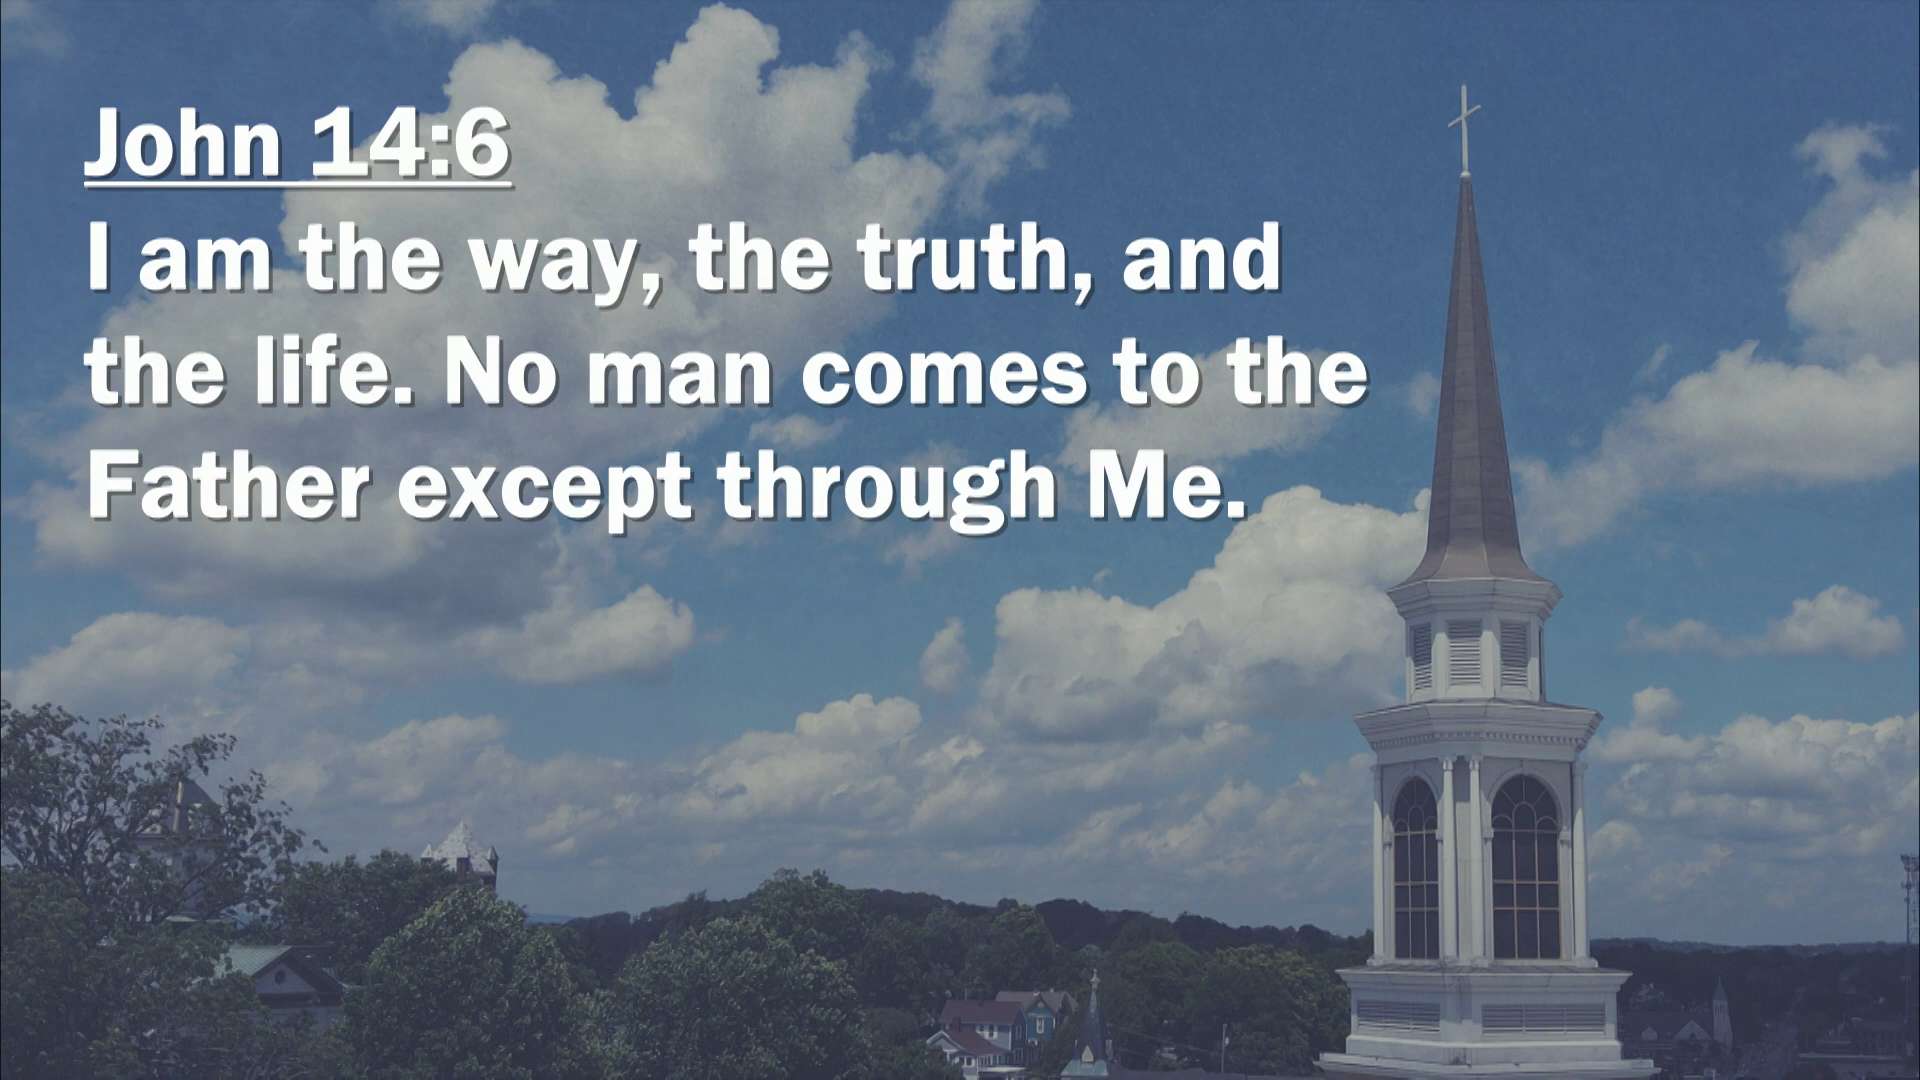 John 14:6
I am the way, the truth, and
the life. No man comes to the
Father except through Me.